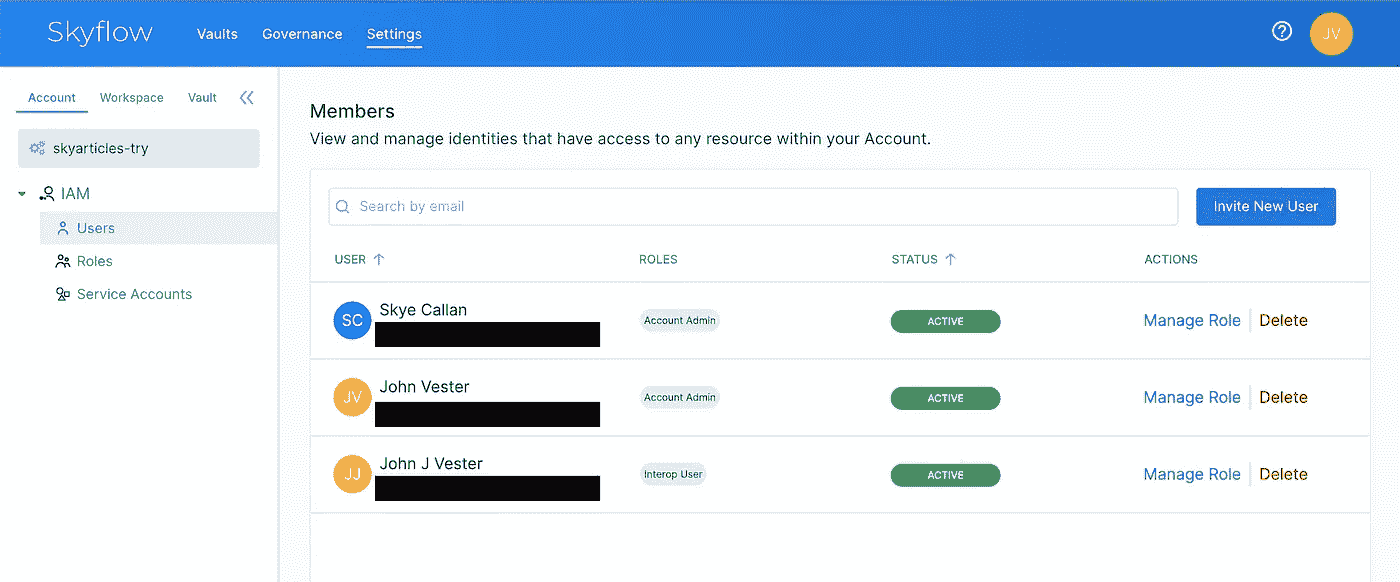 Skyflow Vaults Governance Settings JV
Account Workspace Vault
skyarticles-try
IAM
Users
Roles
Service Accounts
Members
View and manage identities that have access to any resource within your Account.
Search by email Invite New User
USER ROLES STATUS ACTIONS
SC Skye Callan Account Admin ACTIVE Manage Role Delete
JV John Vester Account Admin ACTIVE Manage Role Delete
JJ John J Vester Interop User ACTIVE Manage Role Delete